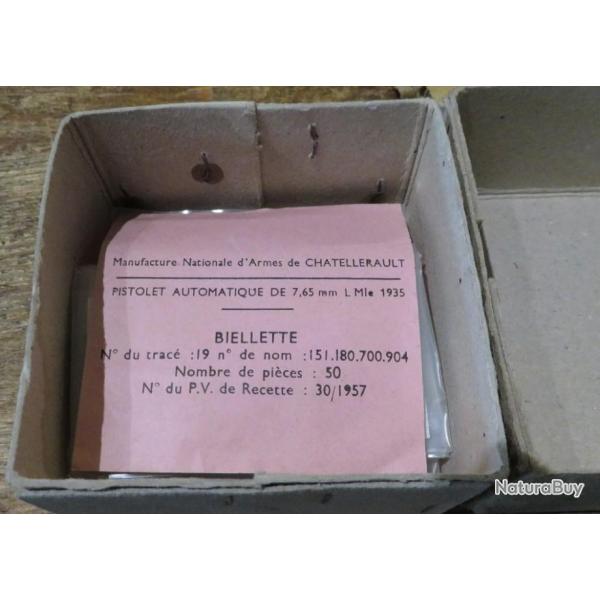 Manufacture Nationale d'Armes de CHATELLERAULT
PISTOLET AUTOMATIQUE DE 7,65 mm L Mle 1935
BIELLETTE
N° du tracé :19 n° de nom :151.180.700.904
Nombre de pièces : 50
N° du P.V. de Recette : 30/1957
NaturaBuy